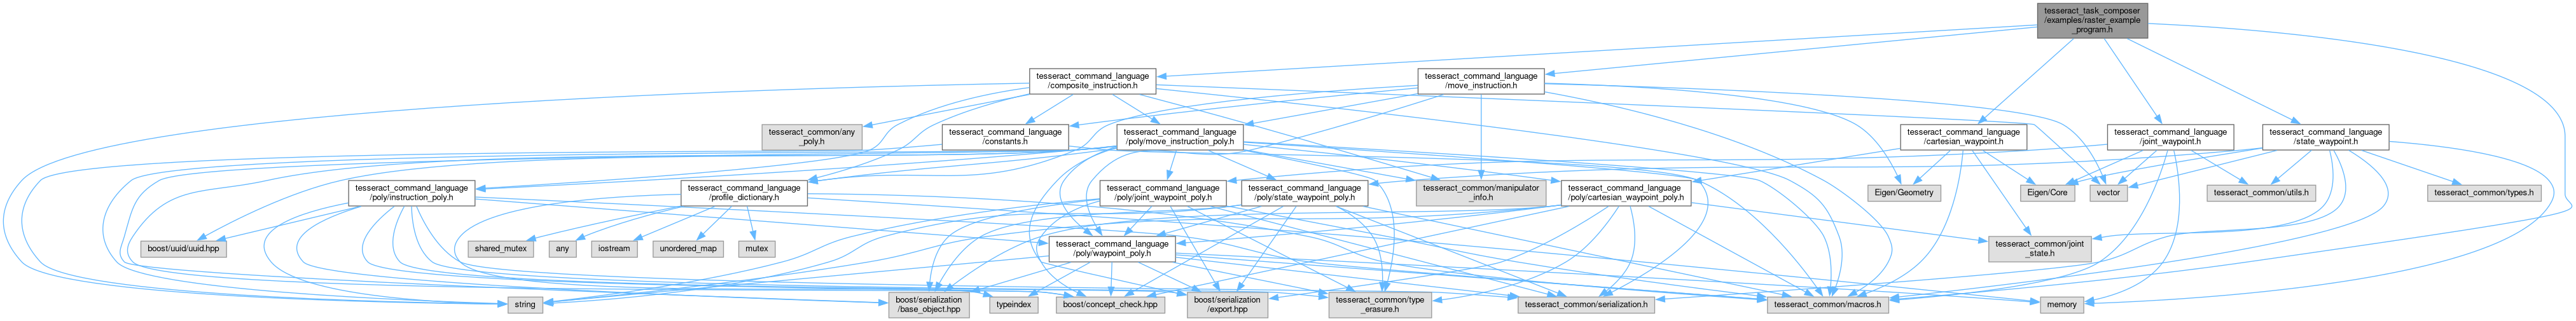 tesseract_task_composer
/examples/raster_example
_program.h
tesseract_command_language
/composite_instruction.h
tesseract_command_language
/move_instruction.h
tesseract_common/any
_poly.h
tesseract_command_language
/constants.h
tesseract_command_language
/poly/move_instruction_poly.h
tesseract_command_language
/cartesian_waypoint.h
tesseract_command_language
/joint_waypoint.h
tesseract_command_language
/state_waypoint.h
tesseract_command_language
/poly/instruction_poly.h
tesseract_command_language
/profile_dictionary.h
tesseract_command_language
/poly/joint_waypoint_poly.h
tesseract_command_language
/poly/state_waypoint_poly.h
tesseract_common/manipulator
_info.h
tesseract_command_language
/poly/cartesian_waypoint_poly.h
Eigen/Geometry
Eigen/Core
vector
tesseract_common/utils.h
tesseract_common/types.h
boost/uuid/uuid.hpp
shared_mutex
any
iostream
unordered_map
mutex
tesseract_command_language
/poly/waypoint_poly.h
tesseract_common/joint
_state.h
string
boost/serialization
/base_object.hpp
typeindex
boost/concept_check.hpp
boost/serialization
/export.hpp
tesseract_common/type
_erasure.h
tesseract_common/serialization.h
tesseract_common/macros.h
memory